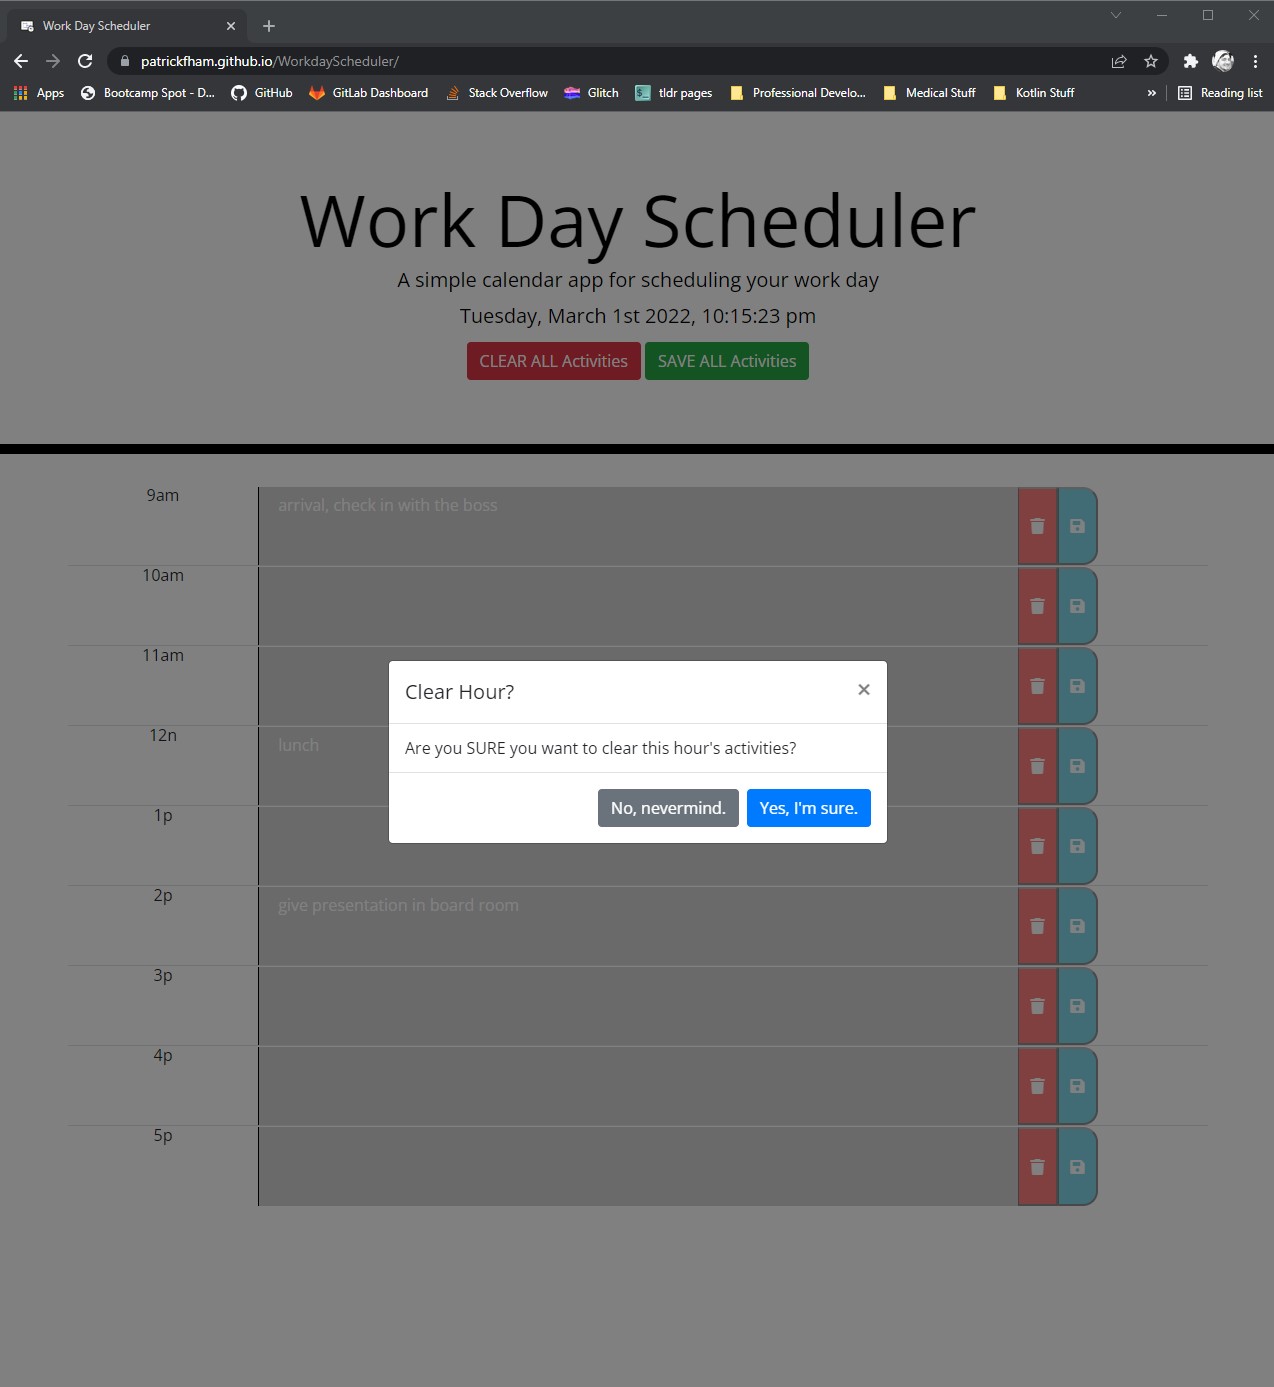 Work Day Scheduler
patrickfham.github.io/WorkdayScheduler/
Apps Bootcamp Spot - D... GitHub GitLab Dashboard Stack Overflow Glitch tldr pages Professional Develo... Medical Stuff Kotlin Stuff » Reading list
Work Day Scheduler
A simple calendar app for scheduling your work day
Tuesday, March 1st 2022, 10:15:23 pm
CLEAR ALL Activities SAVE ALL Activities
9am arrival, check in with the boss
10am
11am
Clear Hour? ×
12n lunch
Are you SURE you want to clear this hour's activities?
No, nevermind. Yes, I'm sure.
1p
2p give presentation in board room
3p
4p
5p